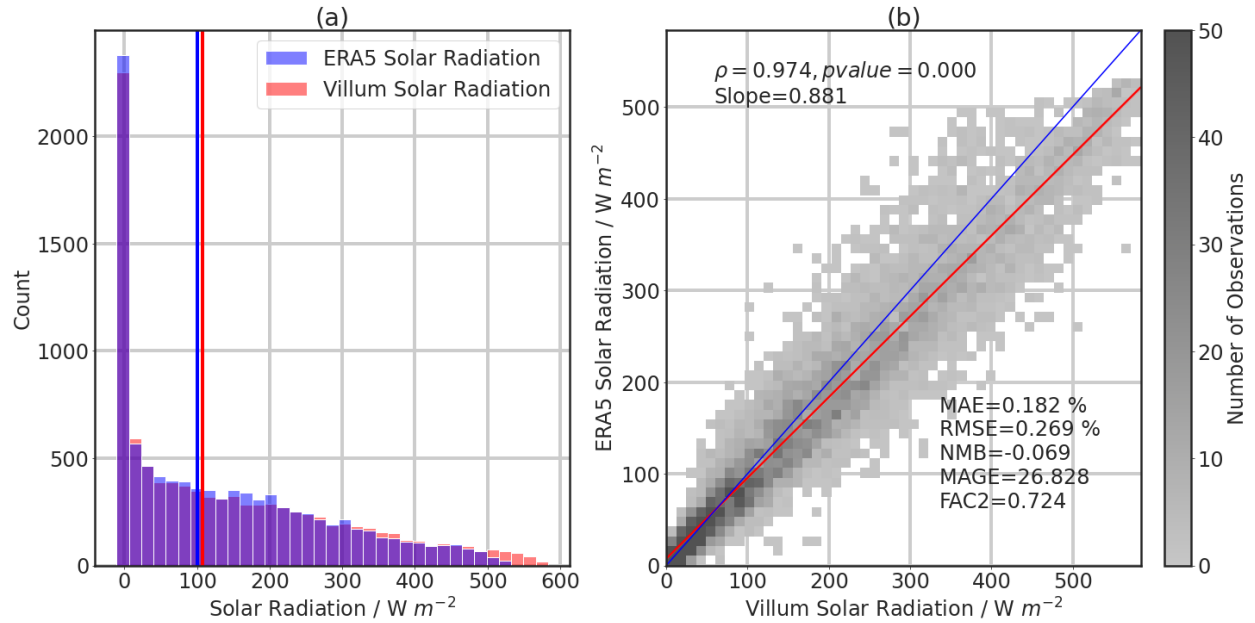 (a)
ERA5 Solar Radiation
Villum Solar Radiation
Count
2000
1500
1000
500
0
0
100
200
300
400
500
600
Solar Radiation / W m⁻²
(b)
ρ = 0.974, pvalue = 0.000
Slope=0.881
ERA5 Solar Radiation / W m⁻²
500
400
300
200
100
0
MAE=0.182 %
RMSE=0.269 %
NMB=-0.069
MAGE=26.828
FAC2=0.724
0
100
200
300
400
500
Villum Solar Radiation / W m⁻²
50
40
30
20
10
0
Number of Observations